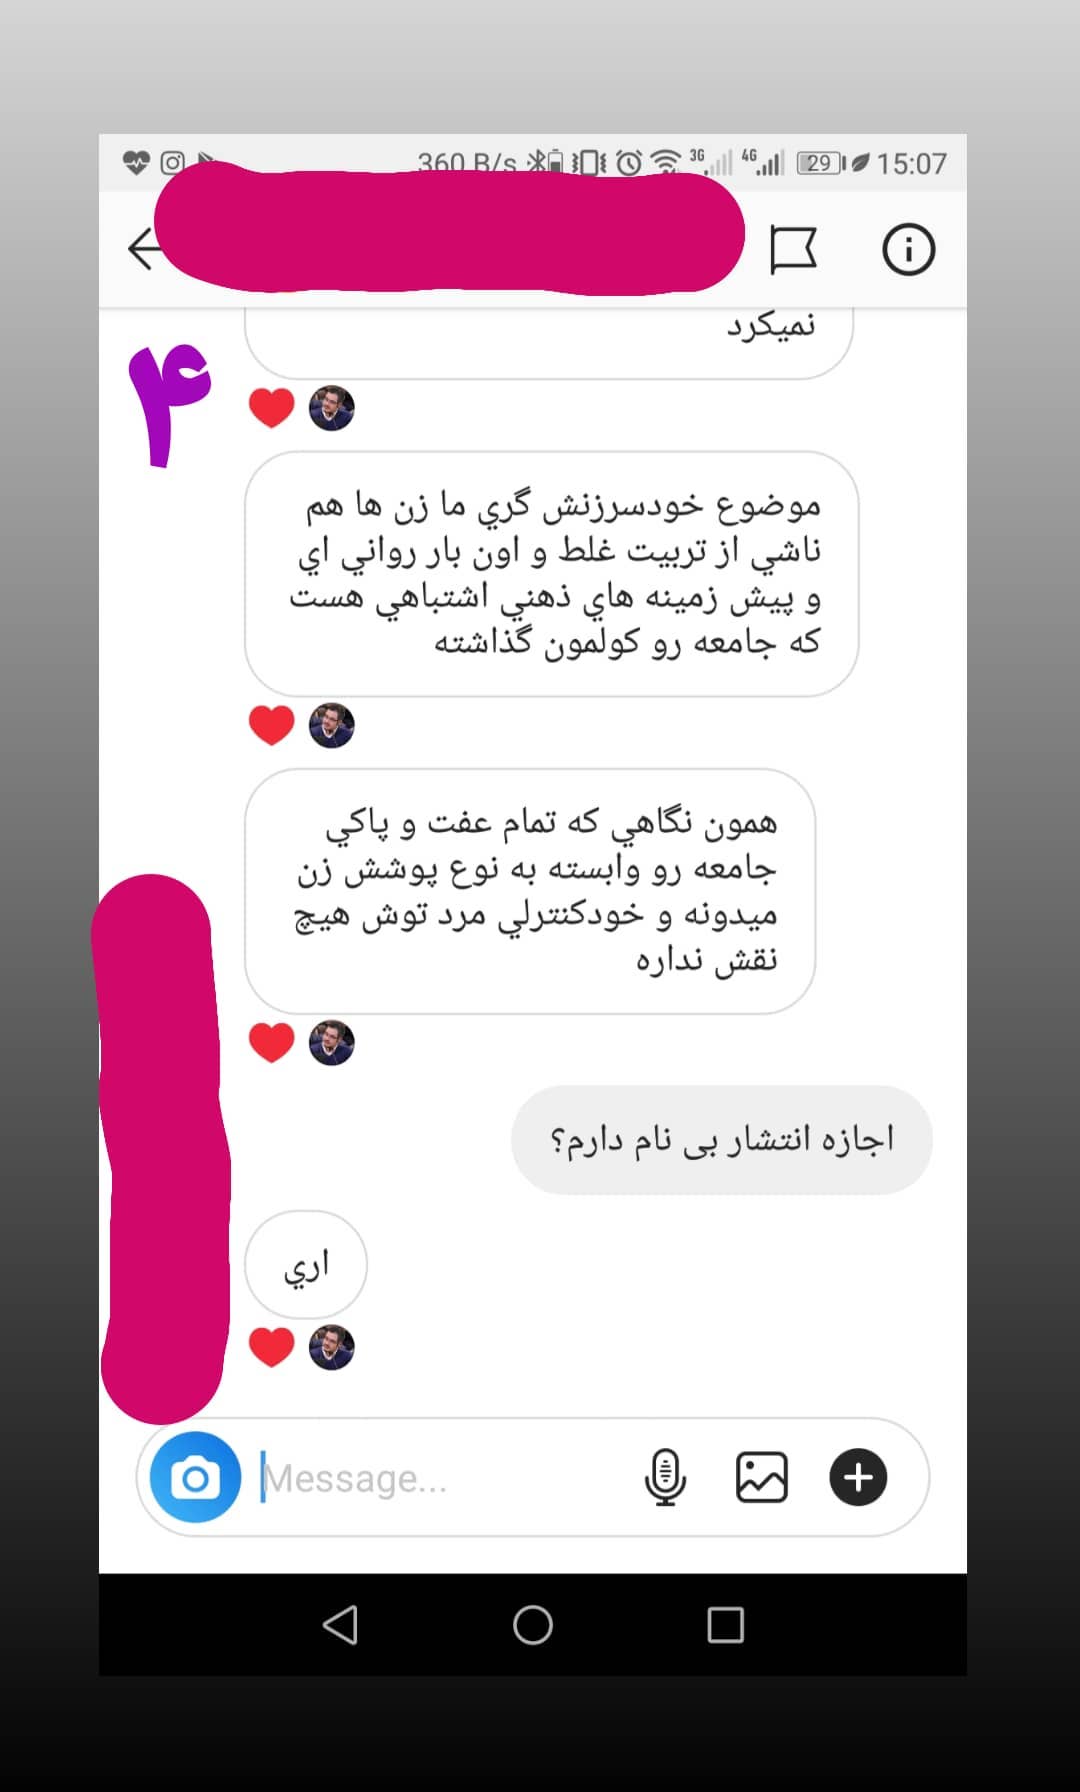 360 B/s 3G 4G 29 15:07
نميكرد
۴
موضوع خودسرزنش گري ما زن ها هم
ناشي از تربيت غلط و اون بار رواني اي
و پيش زمينه هاي ذهني اشتباهي هست
كه جامعه رو كولمون گذاشته
همون نگاهي كه تمام عفت و پاكي
جامعه رو وابسته به نوع پوشش زن
ميدونه و خودكنترلي مرد توش هيچ
نقش نداره
اجازه انتشار بی نام دارم؟
اري
Message...